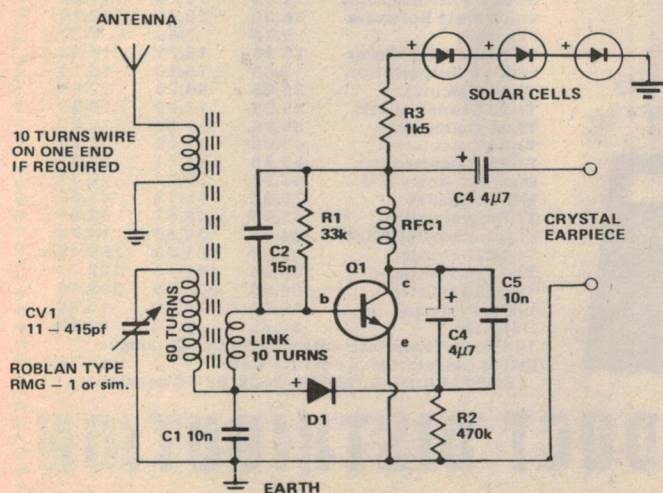 ANTENNA
10 TURNS WIRE
ON ONE END
IF REQUIRED
+
+
+
SOLAR CELLS
R3
1k5
+
C4 4µ7
CRYSTAL
EARPIECE
R1
33k
C2
15n
RFC1
Q1
b
c
e
+
C4
4µ7
C5
10n
CV1
11 – 415pf
60 TURNS
LINK
10 TURNS
ROBLAN TYPE
RMG – 1 or sim.
+
D1
C1 10n
R2
470k
EARTH